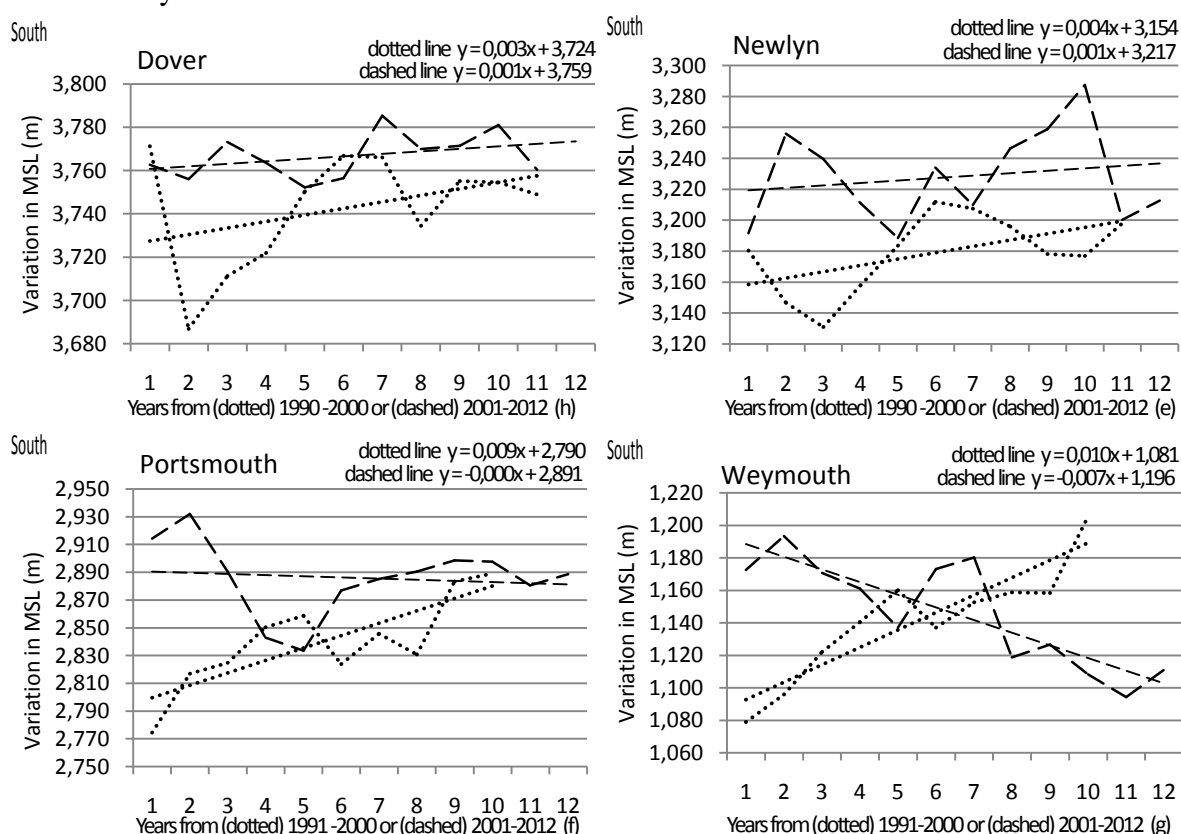 South
Dover
dotted line y=0,003x+3,724
dashed line y=0,001x+3,759
Variation in MSL (m)
3,800
3,780
3,760
3,740
3,720
3,700
3,680
1 2 3 4 5 6 7 8 9 10 11 12
Years from (dotted) 1990 -2000 or (dashed) 2001-2012 (h)
South
Newlyn
dotted line y=0,004x+3,154
dashed line y=0,001x+3,217
Variation in MSL (m)
3,300
3,280
3,260
3,240
3,220
3,200
3,180
3,160
3,140
3,120
1 2 3 4 5 6 7 8 9 10 11 12
Years from (dotted) 1990-2000 or (dashed) 2001-2012 (e)
South
Portsmouth
dotted line y=0,009x+2,790
dashed line y=-0,000x+2,891
Variation in MSL (m)
2,950
2,930
2,910
2,890
2,870
2,850
2,830
2,810
2,790
2,770
2,750
1 2 3 4 5 6 7 8 9 10 11 12
Years from (dotted) 1991-2000 or (dashed) 2001-2012 (f)
South
Weymouth
dotted line y=0,010x+1,081
dashed line y=-0,007x+1,196
Variation in MSL (m)
1,220
1,200
1,180
1,160
1,140
1,120
1,100
1,080
1,060
1 2 3 4 5 6 7 8 9 10 11 12
Years from (dotted) 1991-2000 or (dashed) 2001-2012 (g)